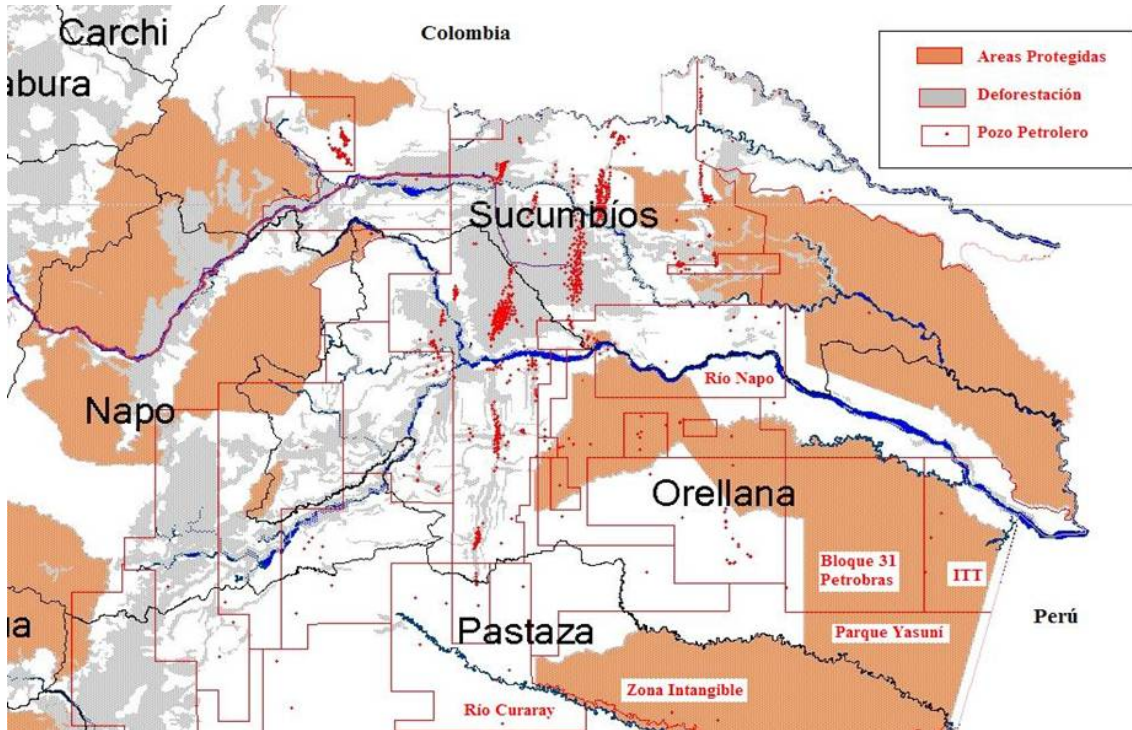 Carchi
Colombia
abura
Areas Protegidas
Deforestación
Pozo Petrolero
Sucumbíos
Río Napo
Napo
Orellana
Bloque 31
Petrobras
ITT
Perú
ua
Pastaza
Parque Yasuní
Zona Intangible
Río Curaray